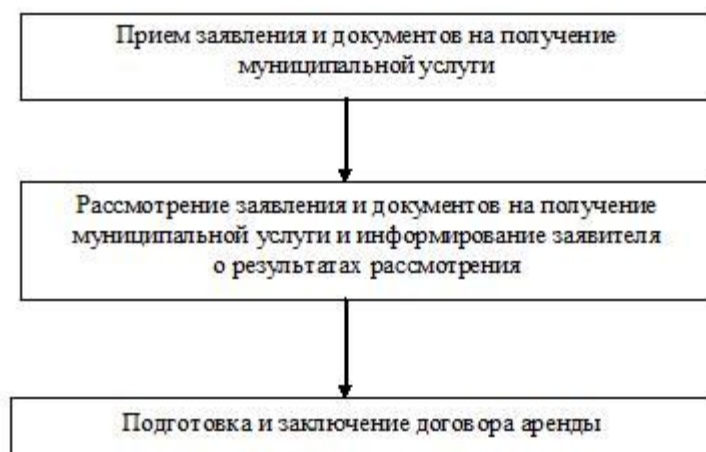 Прием заявления и документов на получение
муниципальной услуги
Рассмотрение заявления и документов на получение
муниципальной услуги и информирование заявителя
о результатах рассмотрения
Подготовка и заключение договора аренды